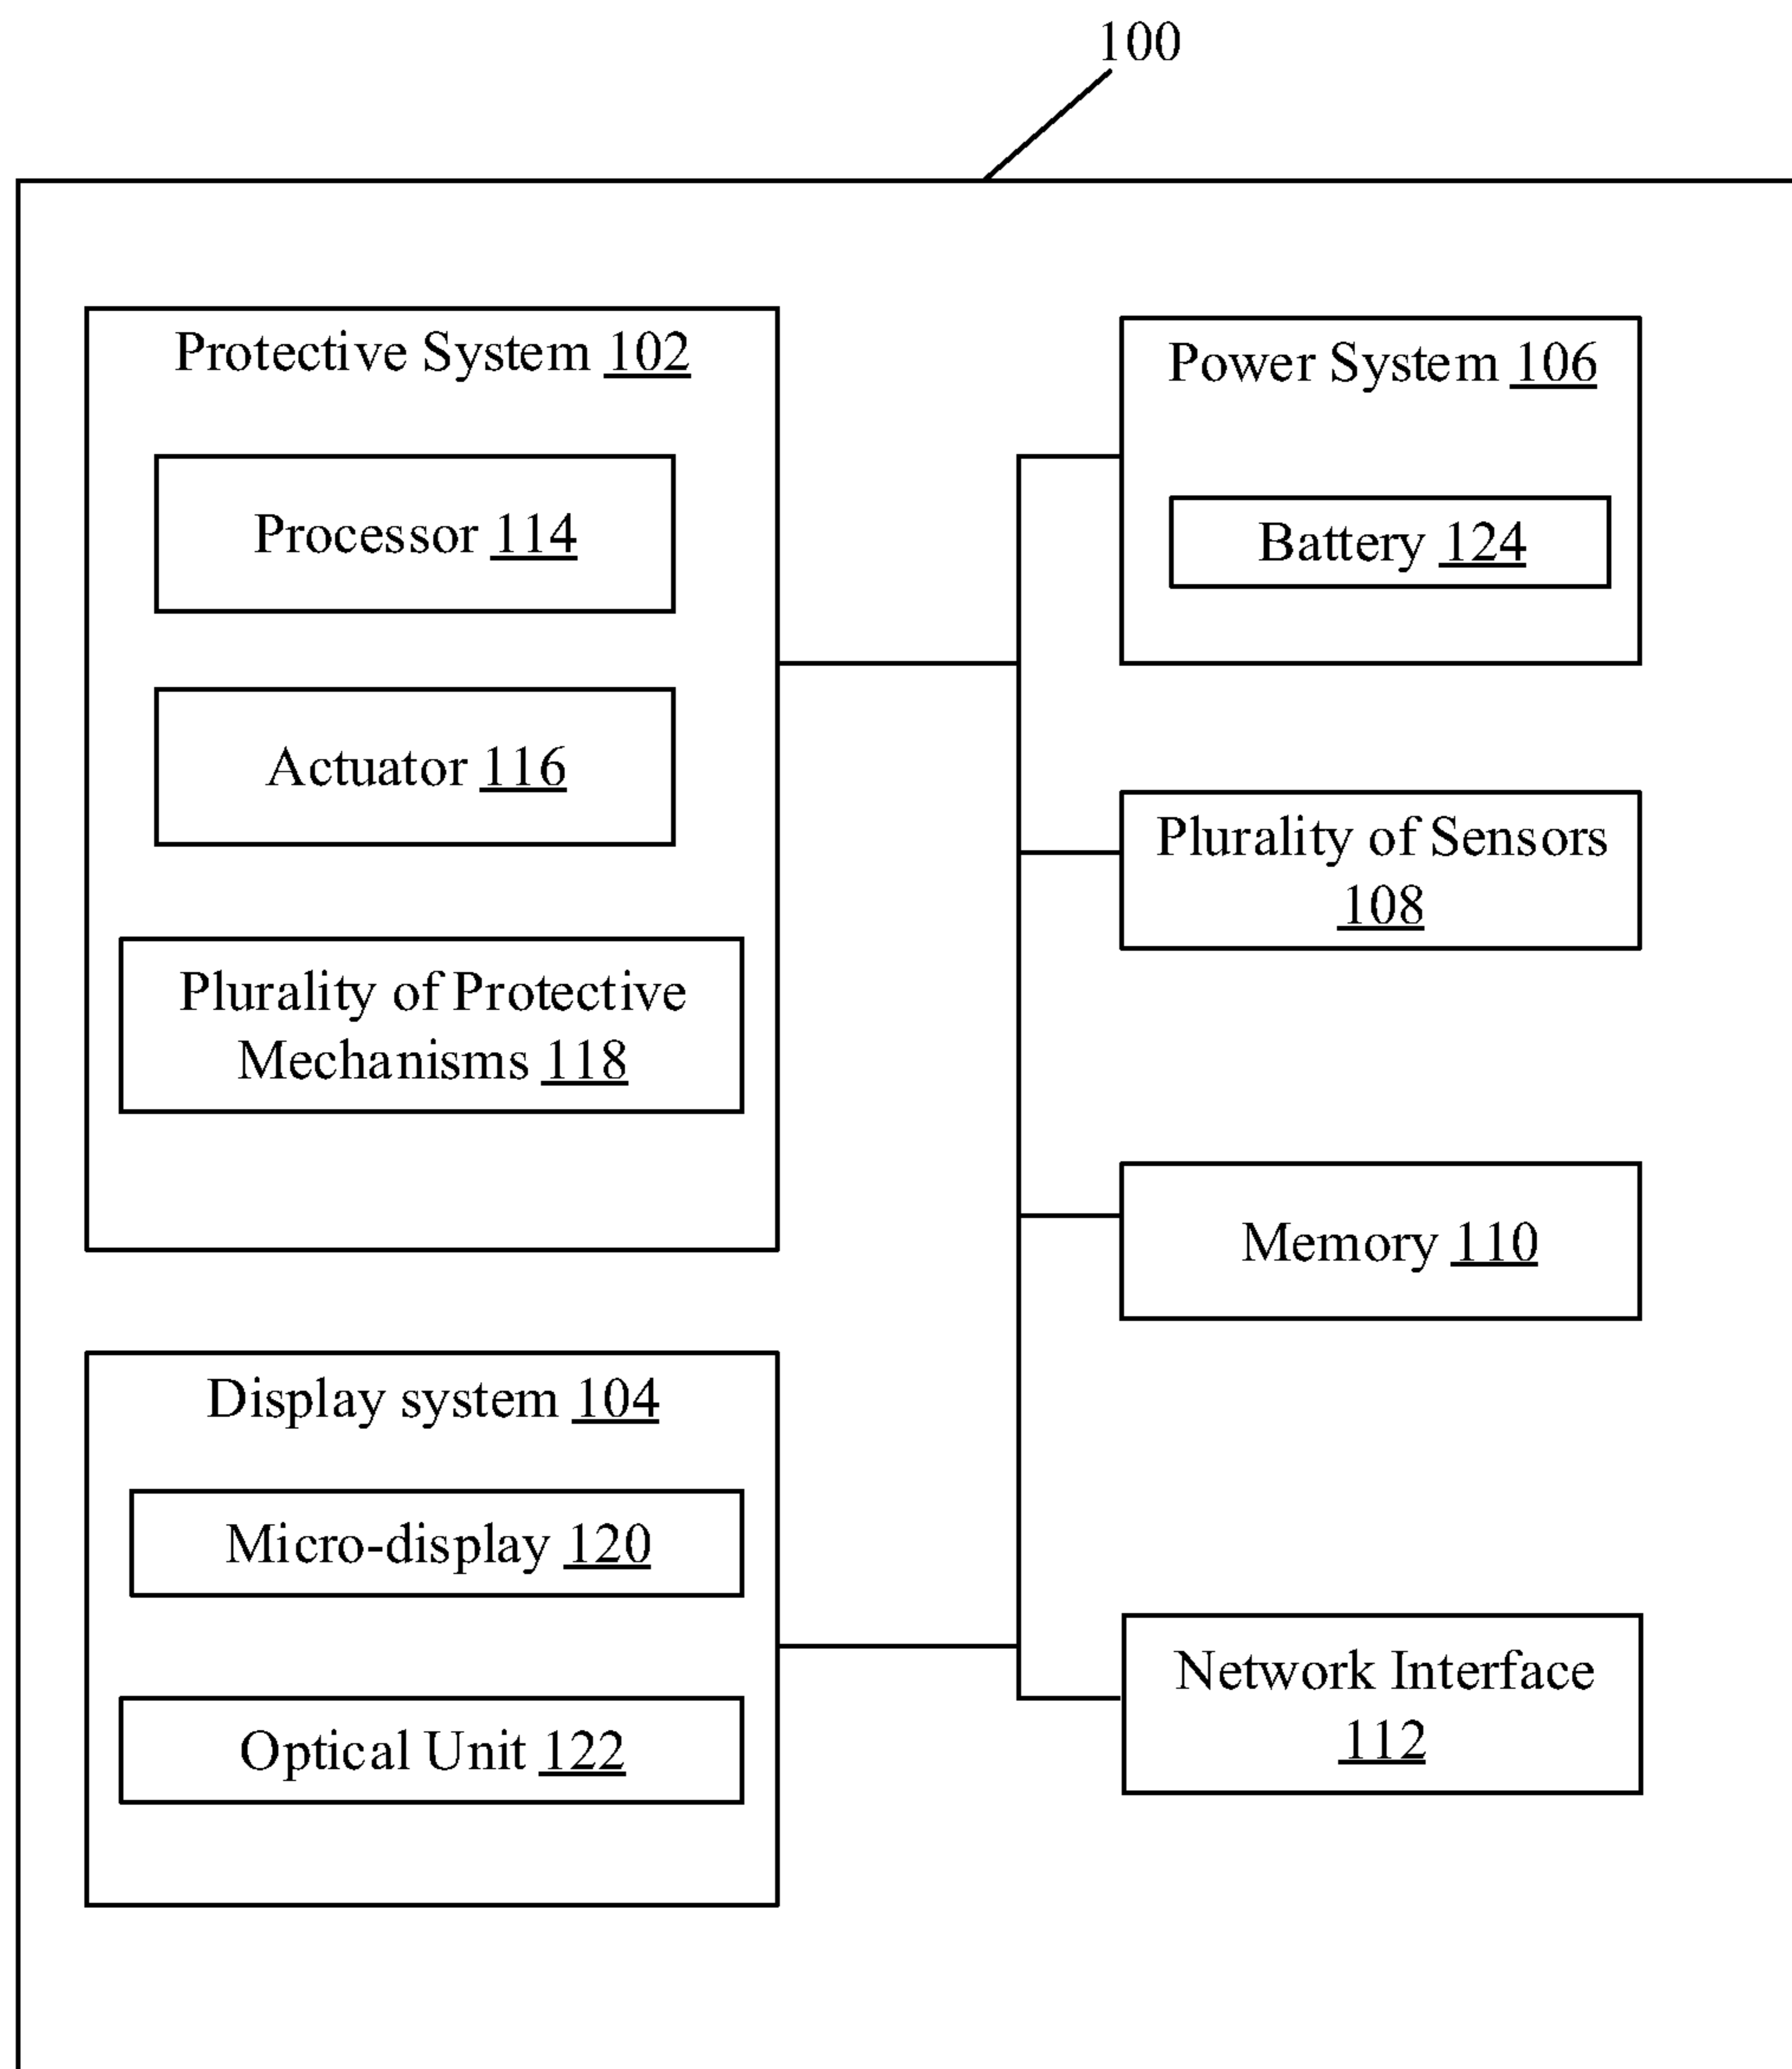 100
Protective System 102
Processor 114
Actuator 116
Plurality of Protective
Mechanisms 118
Display system 104
Micro-display 120
Optical Unit 122
Power System 106
Battery 124
Plurality of Sensors
108
Memory 110
Network Interface
112